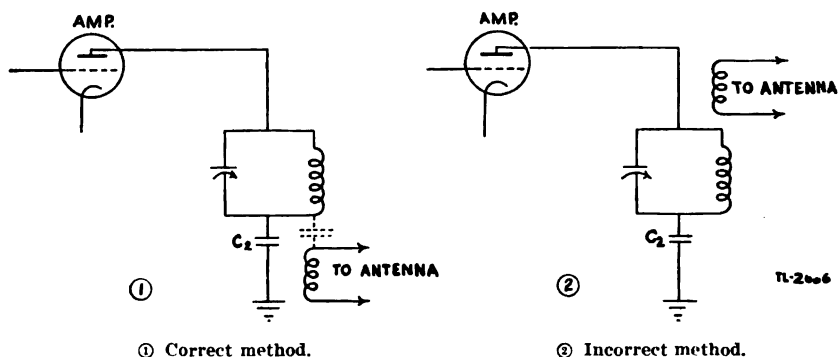 AMP.
AMP.
TO ANTENNA
C2
C2
TO ANTENNA
①
②
TL-2006
① Correct method.
② Incorrect method.